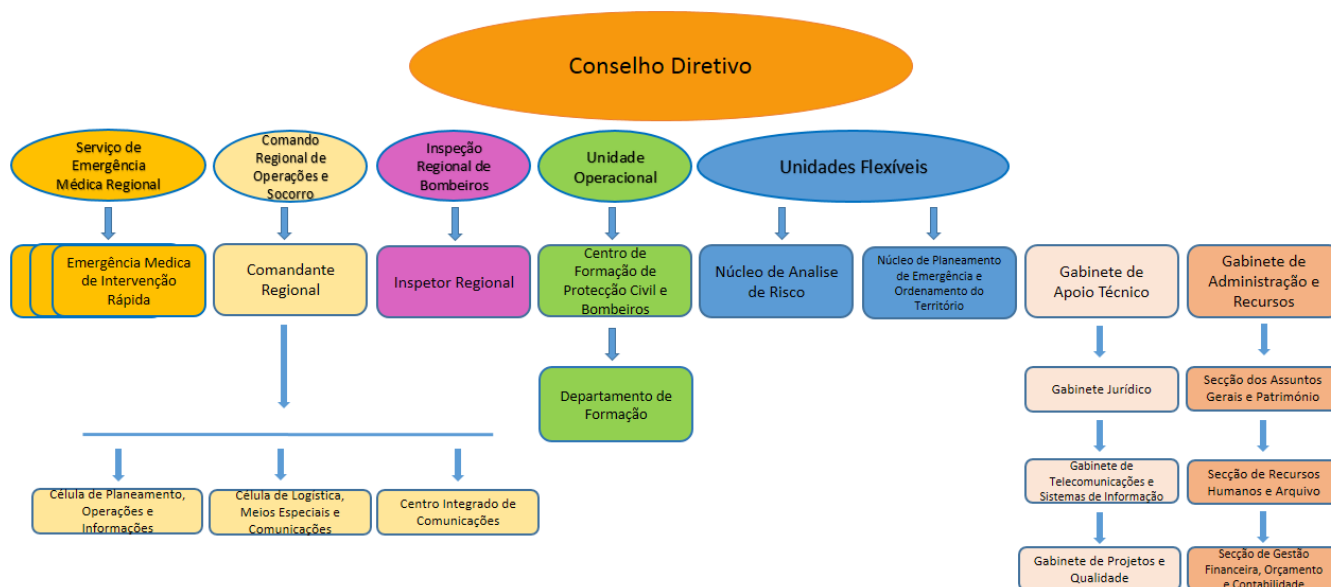 Conselho Diretivo
Serviço de
Emergência
Médica Regional
Comando
Regional de
Operações e
Socorro
Inspeção
Regional de
Bombeiros
Unidade
Operacional
Unidades Flexíveis
Emergência Medica
de Intervenção
Rápida
Comandante
Regional
Inspetor Regional
Centro de
Formação de
Protecção Civil e
Bombeiros
Núcleo de Analise
de Risco
Núcleo de Planeamento
de Emergência e
Ordenamento do
Território
Gabinete de
Apoio Técnico
Gabinete de
Administração e
Recursos
Departamento de
Formação
Gabinete Jurídico
Secção dos Assuntos
Gerais e Património
Célula de Planeamento,
Operações e
Informações
Célula de Logística,
Meios Especiais e
Comunicações
Centro Integrado de
Comunicações
Gabinete de
Telecomunicações e
Sistemas de Informação
Secção de Recursos
Humanos e Arquivo
Gabinete de Projetos e
Qualidade
Secção de Gestão
Financeira, Orçamento
e Contabilidade